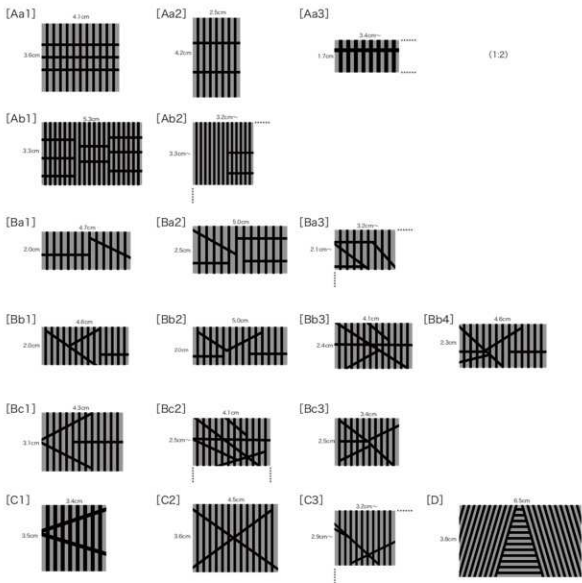 [Aa1] [Aa2] [Aa3]
4.1cm 2.5cm 3.4cm~
3.6cm 4.2cm 1.7cm (1:2)
[Ab1] [Ab2]
5.3cm 3.2cm~
3.3cm 3.3cm~
[Ba1] [Ba2] [Ba3]
4.7cm 5.0cm 3.3cm~
2.0cm 2.5cm 2.1cm~
[Bb1] [Bb2] [Bb3] [Bb4]
4.6cm 5.0cm 4.1cm 4.6cm
2.0cm 2.0cm 2.4cm 2.3cm
[Bc1] [Bc2] [Bc3]
4.3cm 4.1cm 3.4cm
3.1cm 2.5cm~ 2.5cm
[C1] [C2] [C3] [D]
3.4cm 4.5cm 3.2cm~ 6.5cm
3.5cm 3.6cm 2.9cm~ 3.8cm